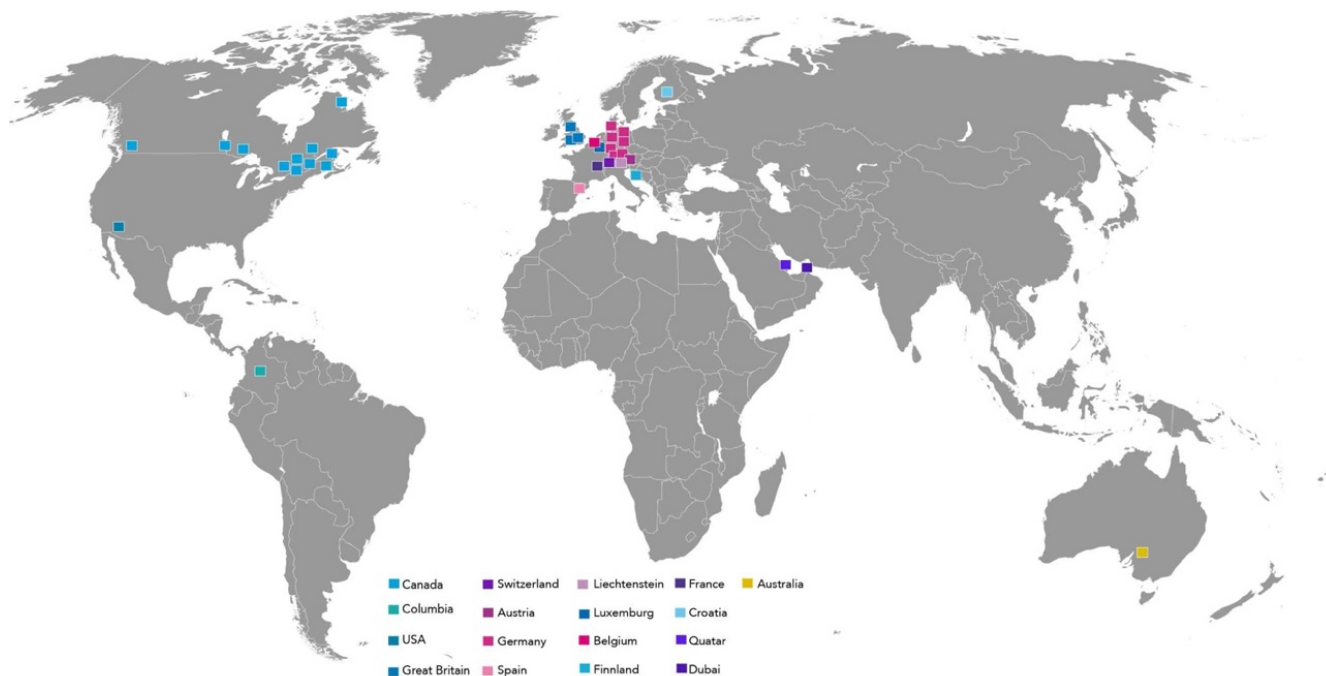 Canada
Switzerland
Liechtenstein
France
Australia
Columbia
Austria
Luxemburg
Croatia
USA
Germany
Belgium
Quatar
Great Britain
Spain
Finnland
Dubai